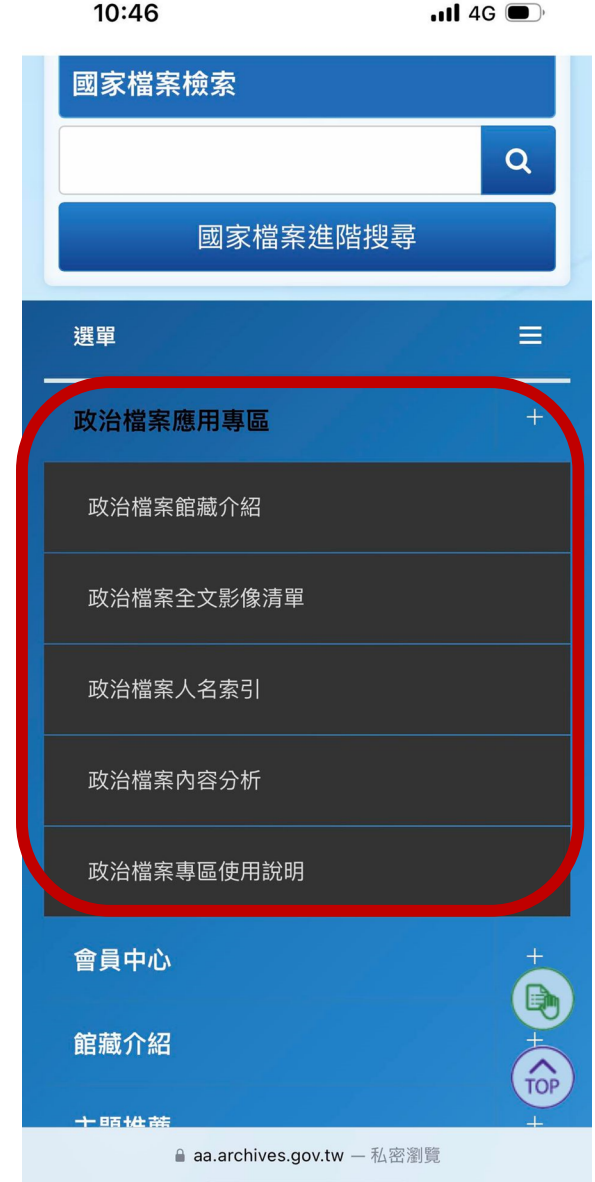 10:46
4G
國家檔案檢索
國家檔案進階搜尋
選單
政治檔案應用專區
政治檔案館藏介紹
政治檔案全文影像清單
政治檔案人名索引
政治檔案內容分析
政治檔案專區使用說明
會員中心
館藏介紹
TOP
主題推薦
aa.archives.gov.tw — 私密瀏覽